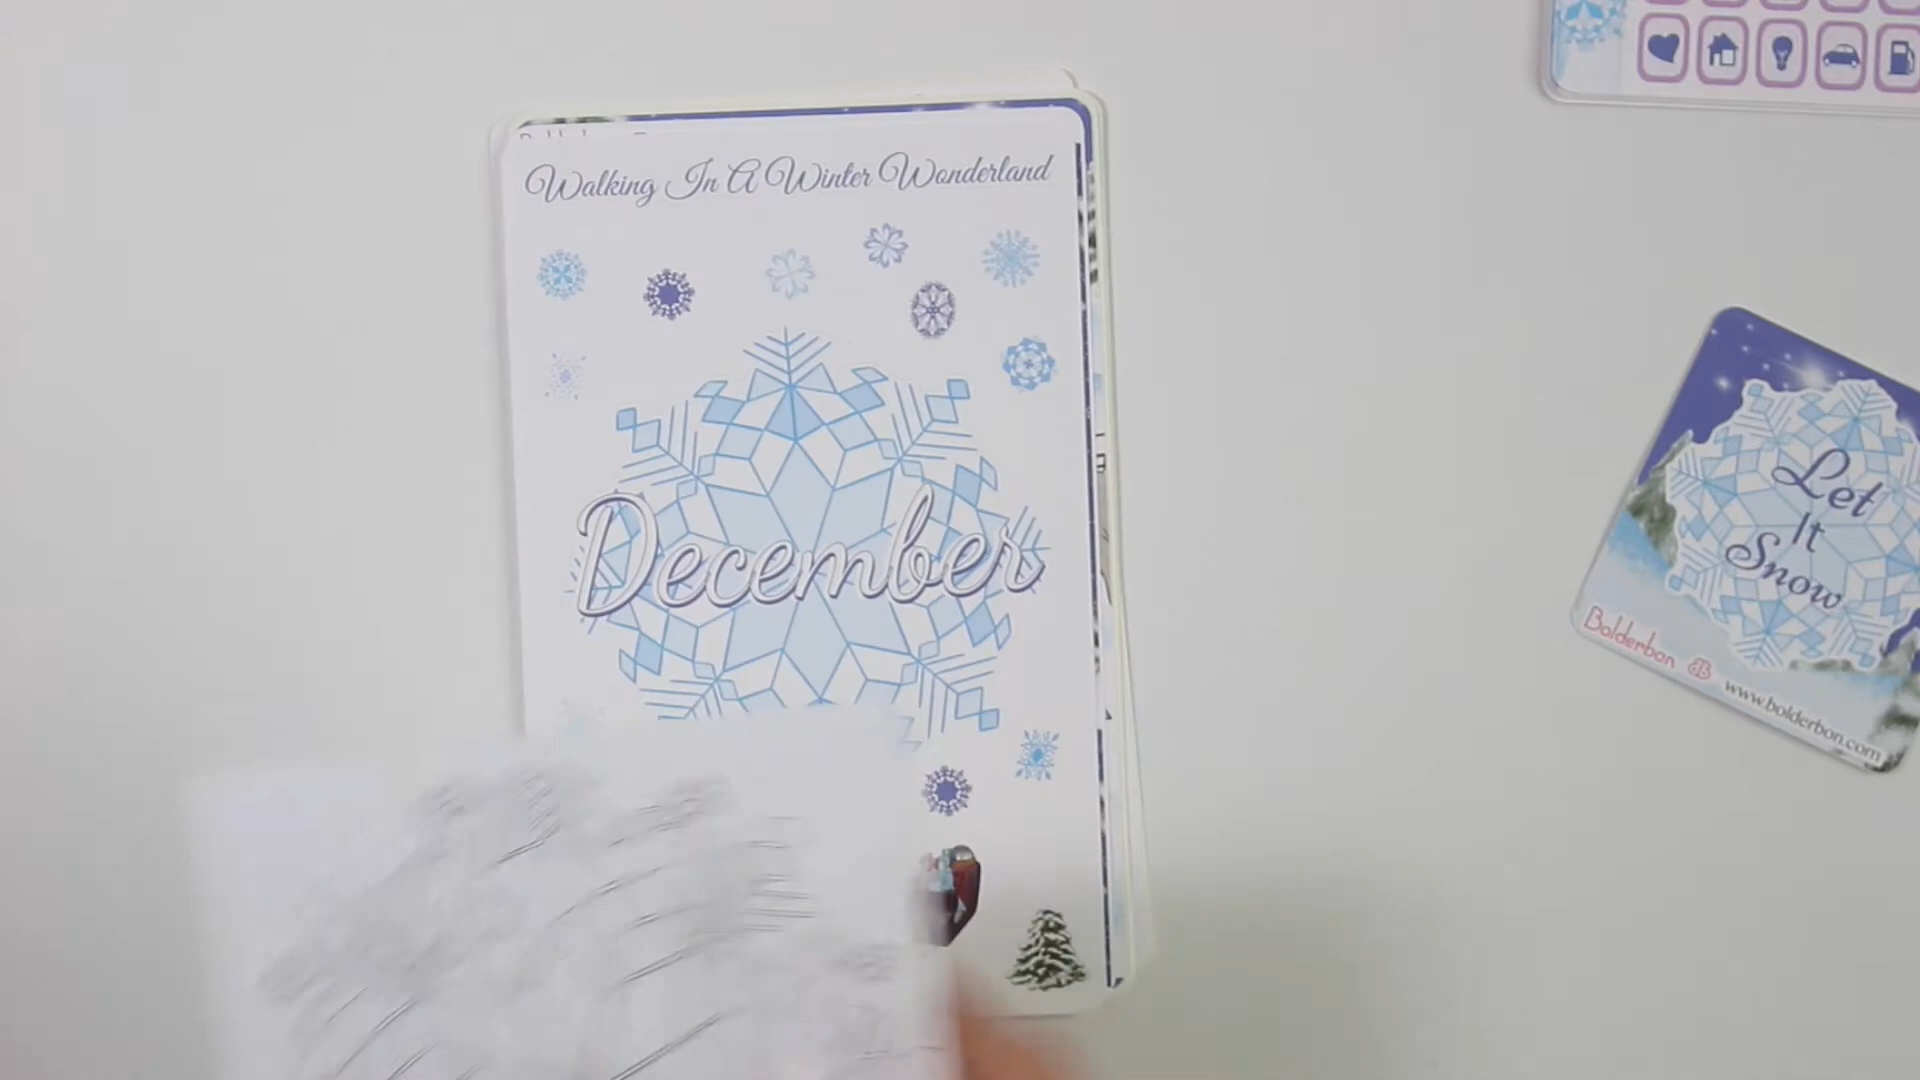 Walking In A Winter Wonderland
December
Let
It
Snow
Bolderbon
www.bolderbon.com